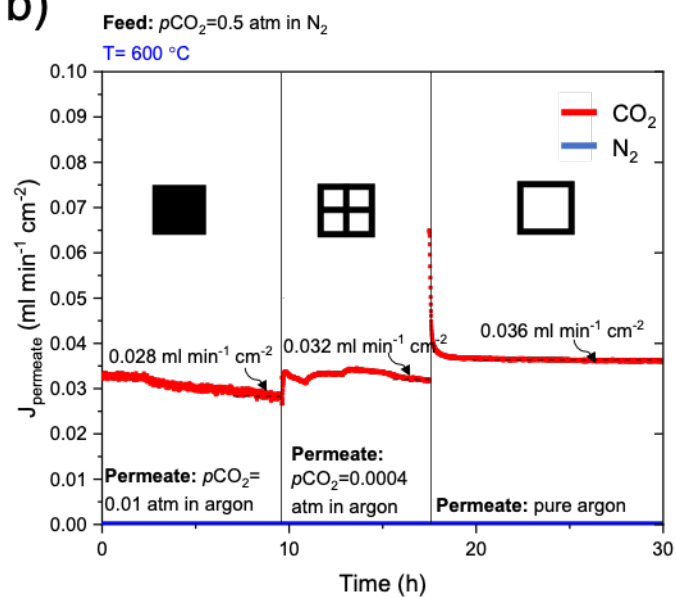 b)
Feed: pCO₂=0.5 atm in N₂
T= 600 °C
0.10
0.09
0.08
0.07
0.06
0.05
0.04
0.03
0.02
0.01
0.00
J_permeate (ml min⁻¹ cm⁻²)
CO₂
N₂
0.028 ml min⁻¹ cm⁻²
0.032 ml min⁻¹ cm⁻²
0.036 ml min⁻¹ cm⁻²
Permeate: pCO₂=
0.01 atm in argon
Permeate:
pCO₂=0.0004
atm in argon
Permeate: pure argon
0 10 20 30
Time (h)